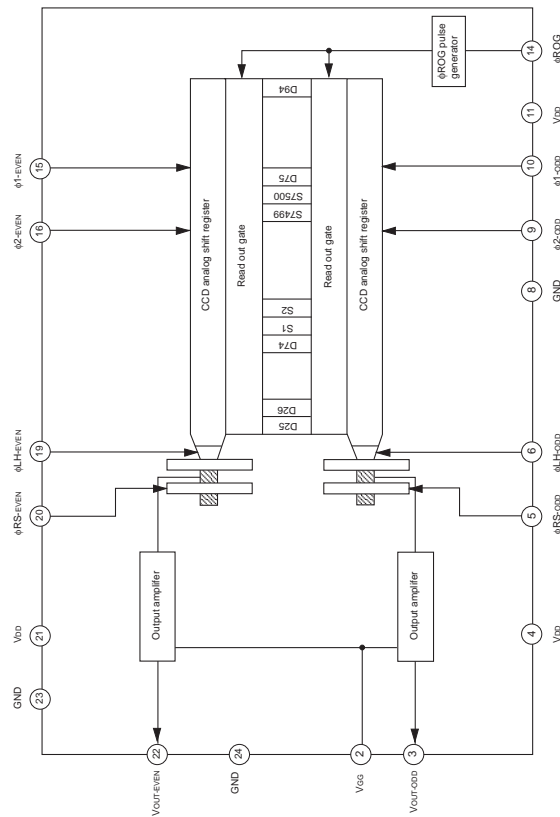 GND
VDD
ϕRS-EVEN
ϕLH-EVEN
ϕ2-EVEN
ϕ1-EVEN
23
21
20
19
16
15
VOUT-EVEN
22
Output amplifer
CCD analog shift register
GND
24
Read out gate
D25
D26
D74
S1
S2
S7499
S7500
D75
D94
Read out gate
VGG
2
CCD analog shift register
VOUT-ODD
3
Output amplifer
ϕROG pulse
generator
4
5
6
8
9
10
11
14
VDD
ϕRS-ODD
ϕLH-ODD
GND
ϕ2-ODD
ϕ1-ODD
VDD
ϕROG